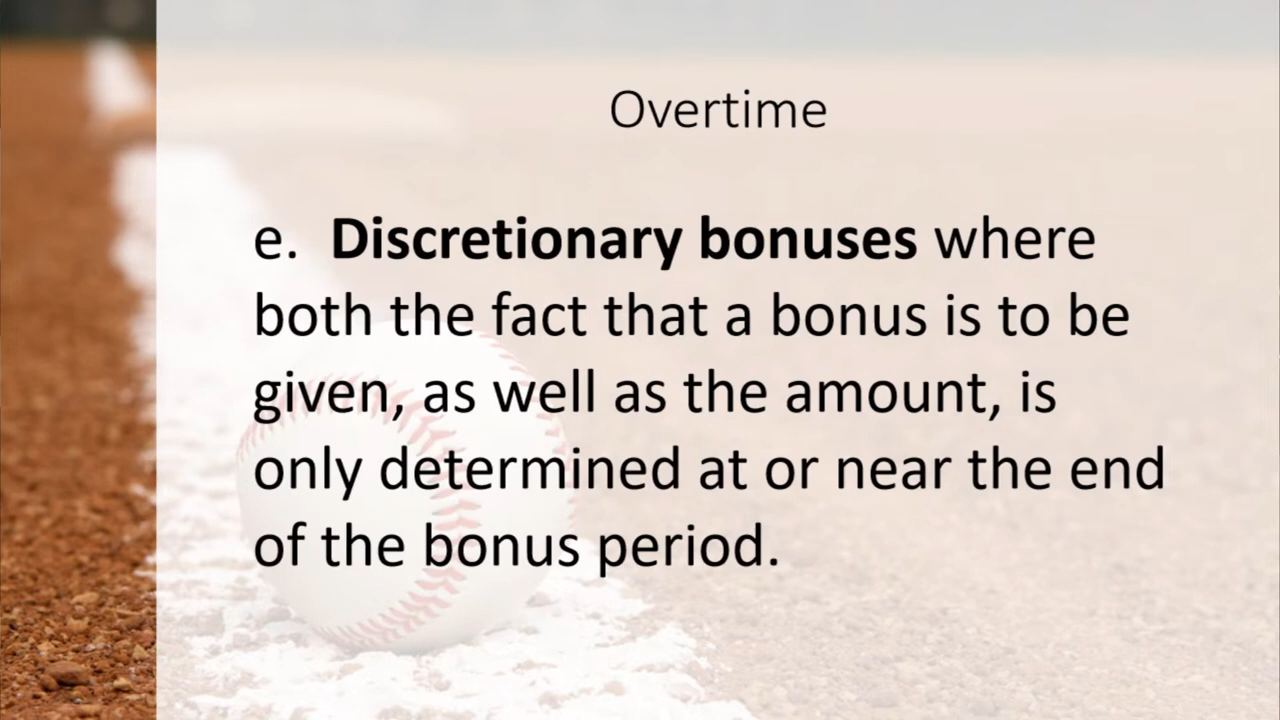 Overtime
e. Discretionary bonuses where
both the fact that a bonus is to be
given, as well as the amount, is
only determined at or near the end
of the bonus period.